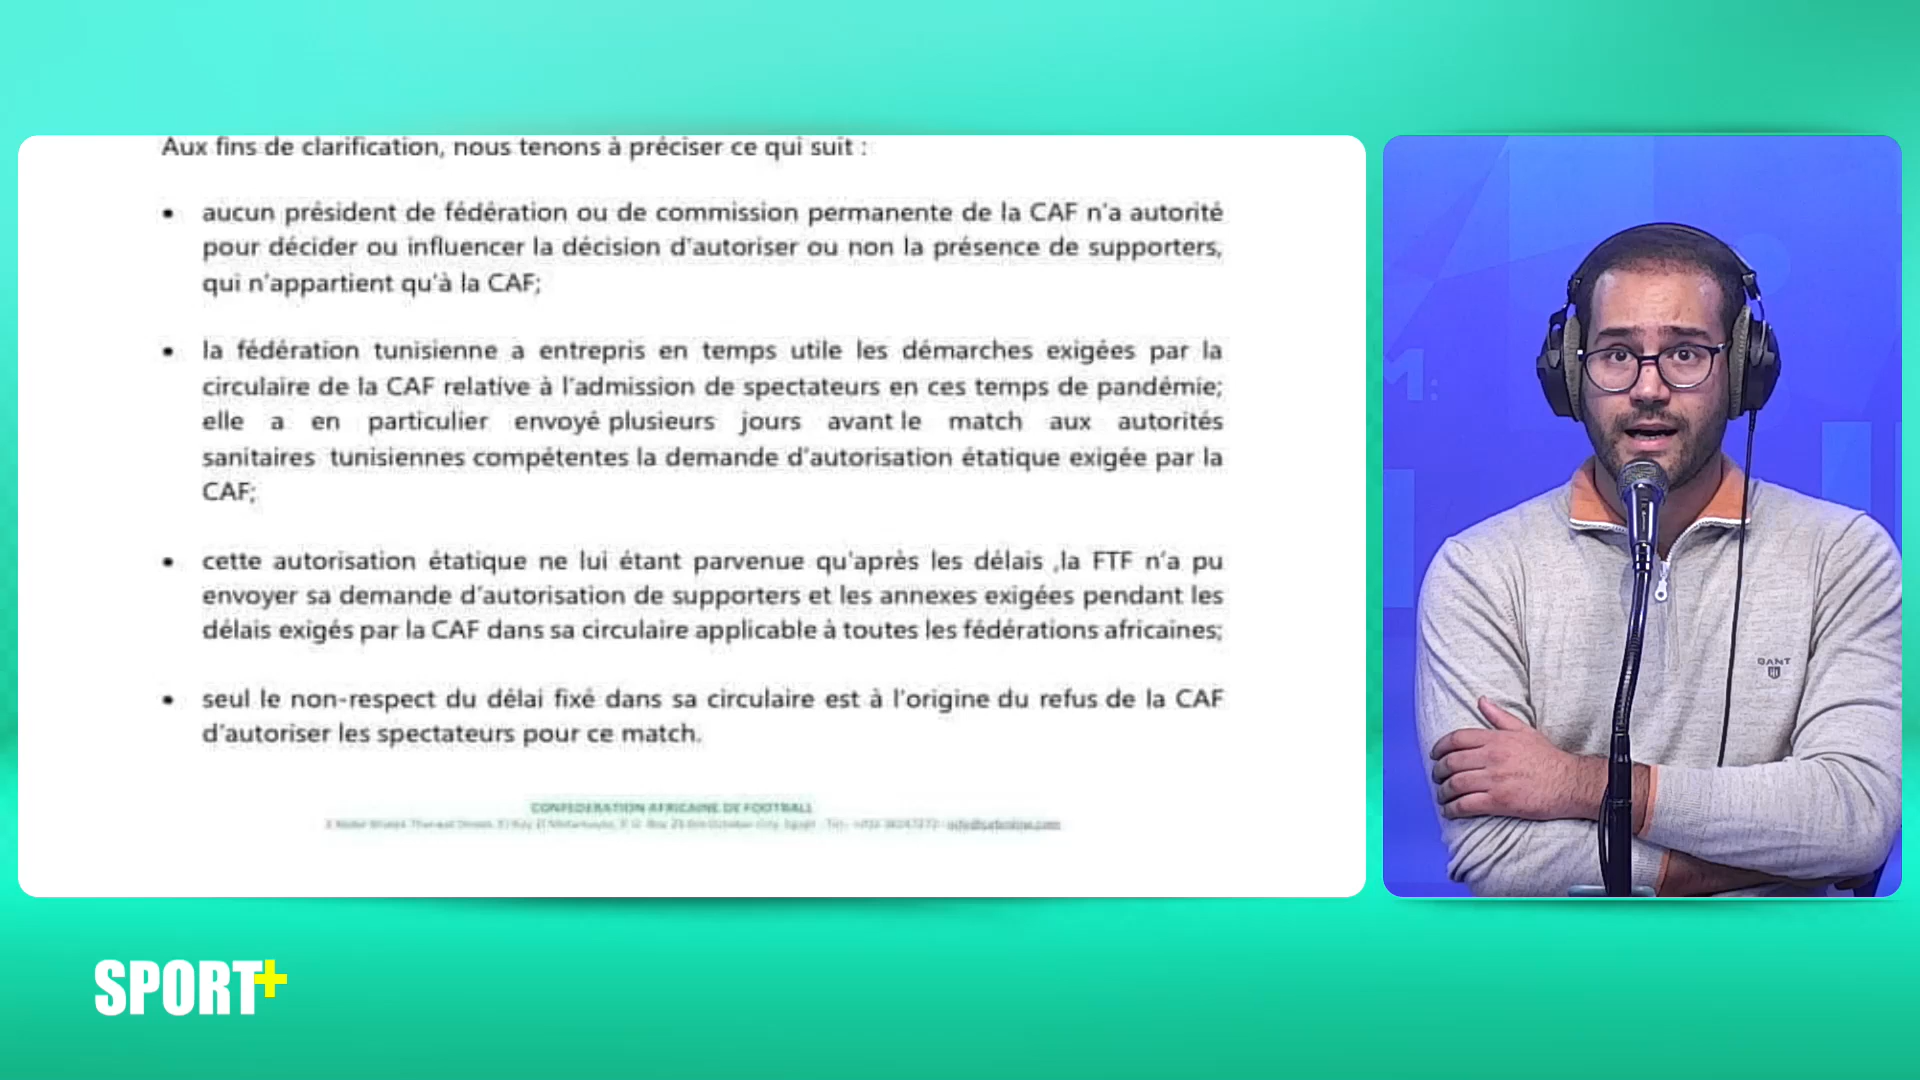 Aux fins de clarification, nous tenons à préciser ce qui suit :
• aucun président de fédération ou de commission permanente de la CAF n'a autorité
pour décider ou influencer la décision d'autoriser ou non la présence de supporters,
qui n'appartient qu'à la CAF;
• la fédération tunisienne a entrepris en temps utile les démarches exigées par la
circulaire de la CAF relative à l'admission de spectateurs en ces temps de pandémie;
elle a en particulier envoyé plusieurs jours avant le match aux autorités
sanitaires tunisiennes compétentes la demande d'autorisation étatique exigée par la
CAF;
• cette autorisation étatique ne lui étant parvenue qu'après les délais ,la FTF n'a pu
envoyer sa demande d'autorisation de supporters et les annexes exigées pendant les
délais exigés par la CAF dans sa circulaire applicable à toutes les fédérations africaines;
• seul le non-respect du délai fixé dans sa circulaire est à l'origine du refus de la CAF
d'autoriser les spectateurs pour ce match.
CONFEDERATION AFRICAINE DE FOOTBALL
GANT
SPORT+